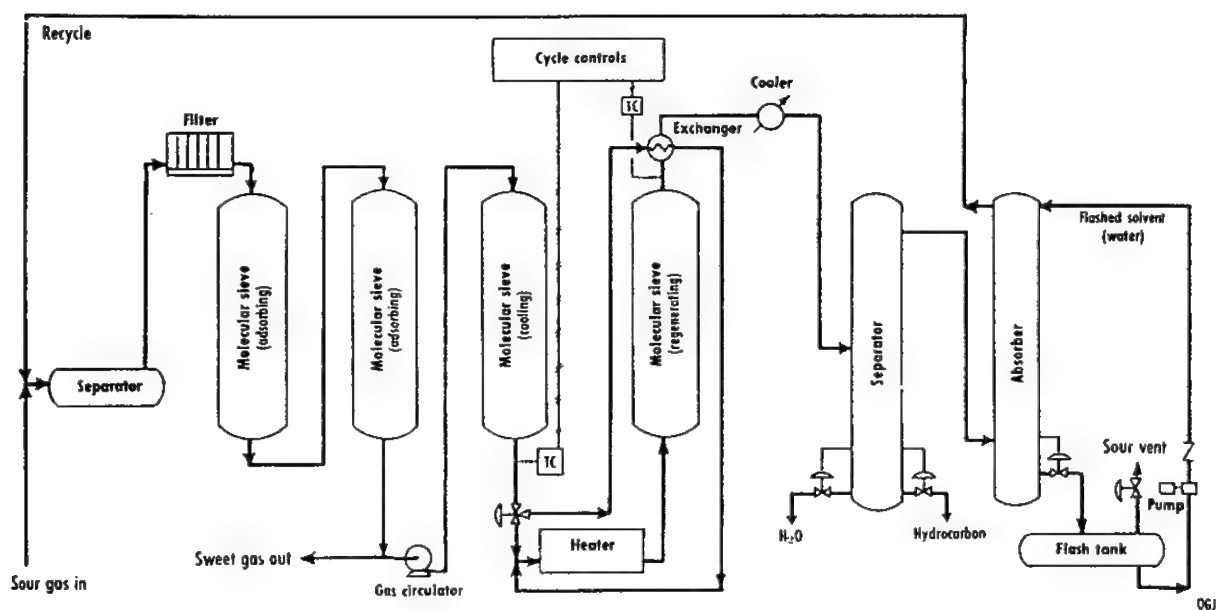 Recycle
Cycle controls
Cooler
TC
Filter
Exchanger
Molecular sieve
(adsorbing)
Molecular sieve
(adsorbing)
Molecular sieve
(cooling)
Molecular sieve
(regenerating)
Flashed solvent
(water)
Separator
Separator
Absorber
TC
Sour vent
Pump
N₂O
Hydrocarbon
Heater
Flash tank
Sweet gas out
Gas circulator
Sour gas in
OGJ